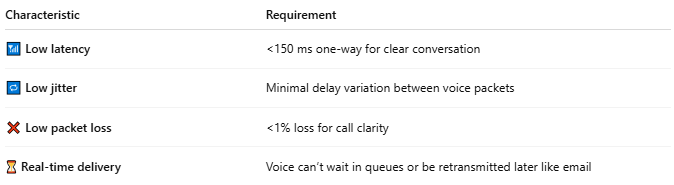 Characteristic Requirement
📶 Low latency <150 ms one-way for clear conversation
🔁 Low jitter Minimal delay variation between voice packets
❌ Low packet loss <1% loss for call clarity
⏳ Real-time delivery Voice can’t wait in queues or be retransmitted later like email